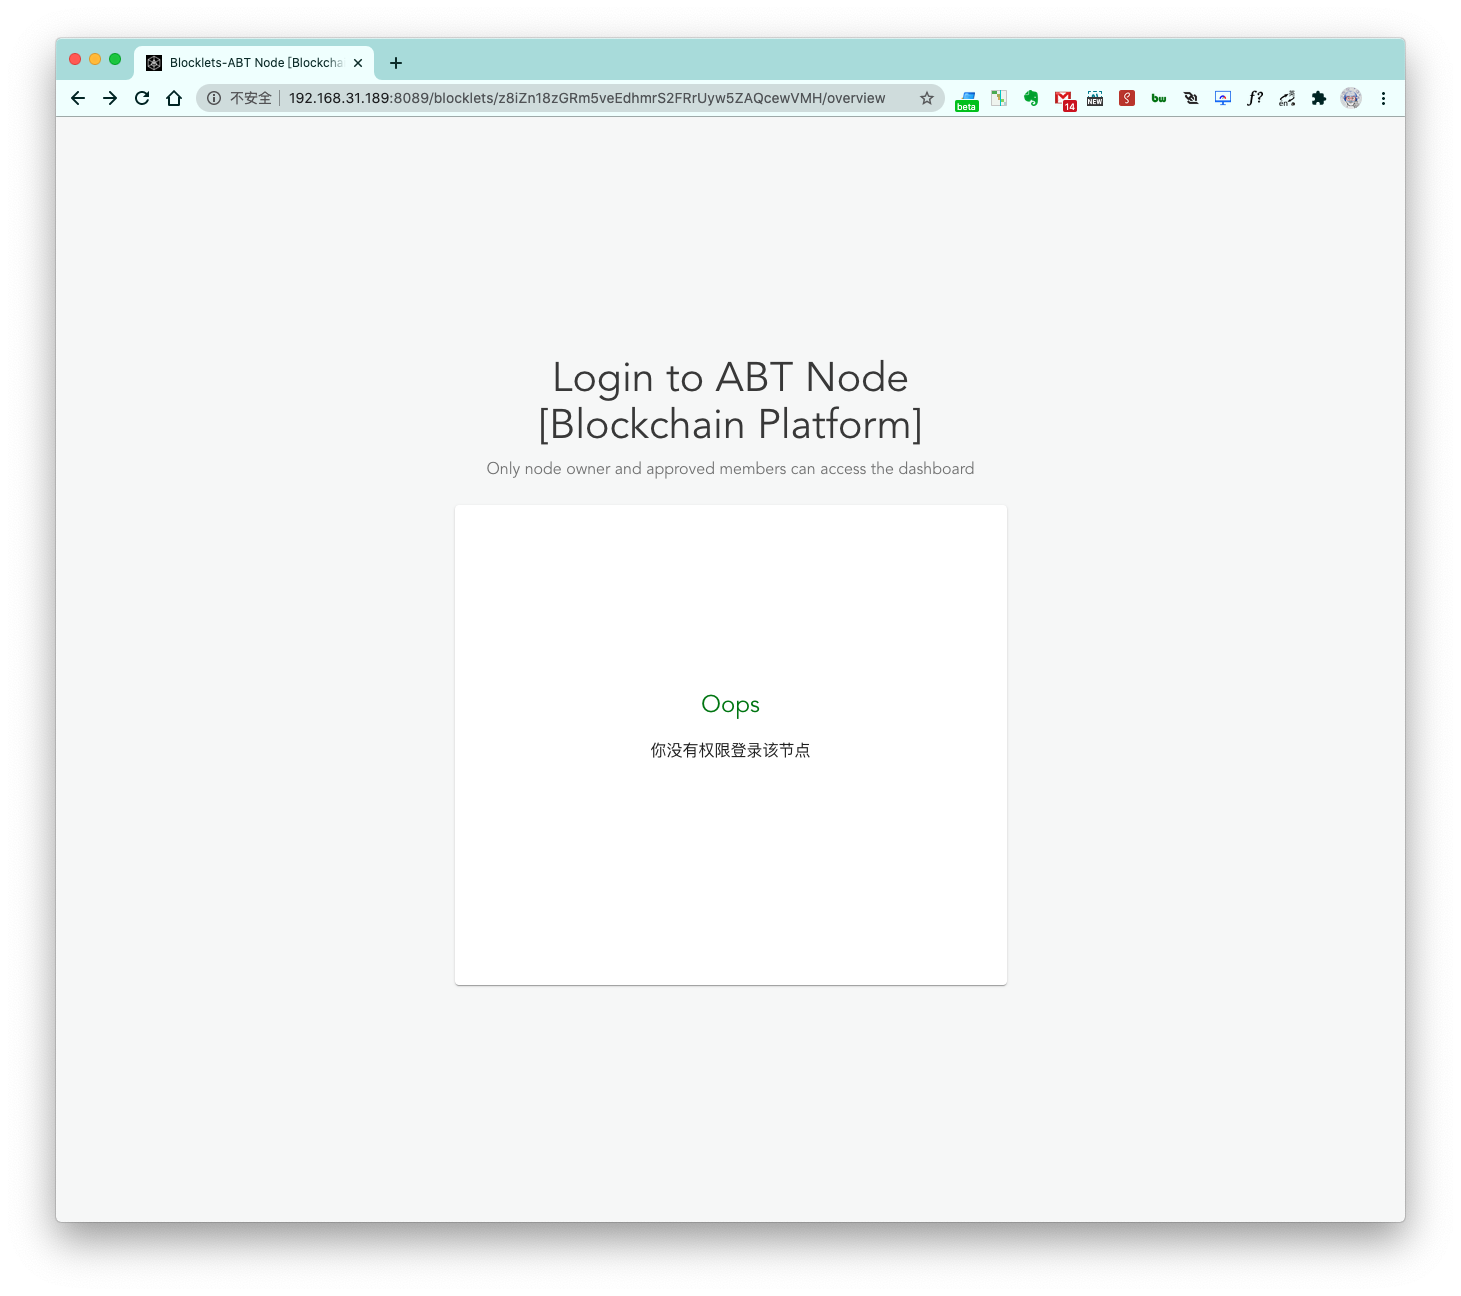 Blocklets-ABT Node [Blockcha
不安全
192.168.31.189:8089/blocklets/z8iZn18zGRm5veEdhmrS2FRrUyw5ZAQcewVMH/overview
beta
14
NEW
bw
f?
en
Login to ABT Node
[Blockchain Platform]
Only node owner and approved members can access the dashboard
Oops
你没有权限登录该节点